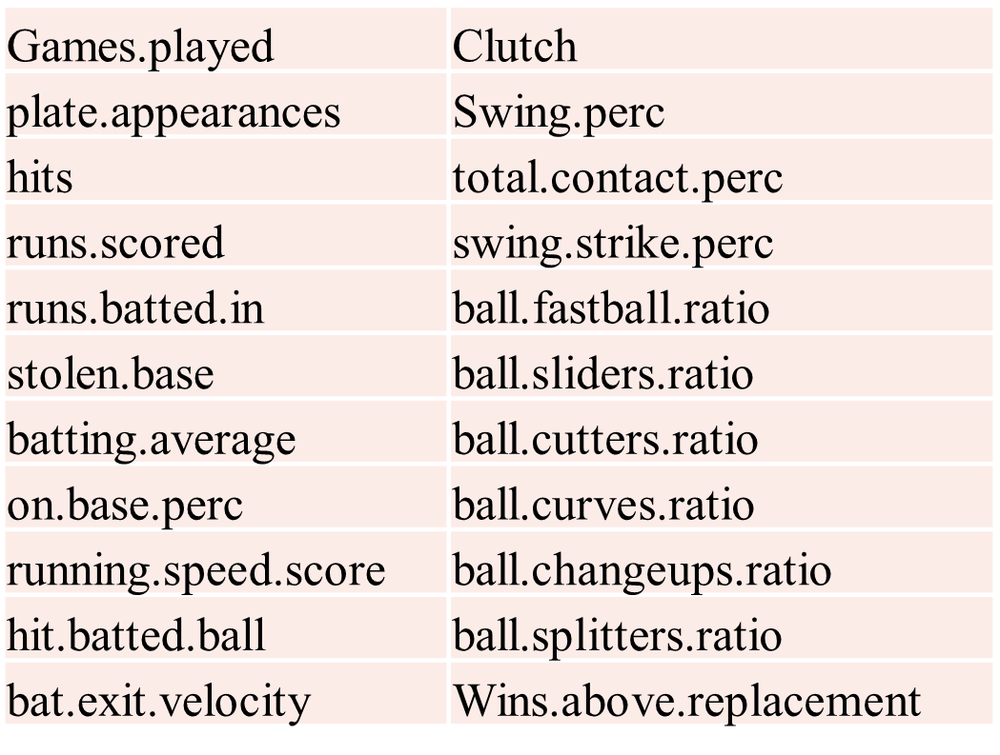 Games.played Clutch
plate.appearances Swing.perc
hits total.contact.perc
runs.scored swing.strike.perc
runs.batted.in ball.fastball.ratio
stolen.base ball.sliders.ratio
batting.average ball.cutters.ratio
on.base.perc ball.curves.ratio
running.speed.score ball.changeups.ratio
hit.batted.ball ball.splitters.ratio
bat.exit.velocity Wins.above.replacement